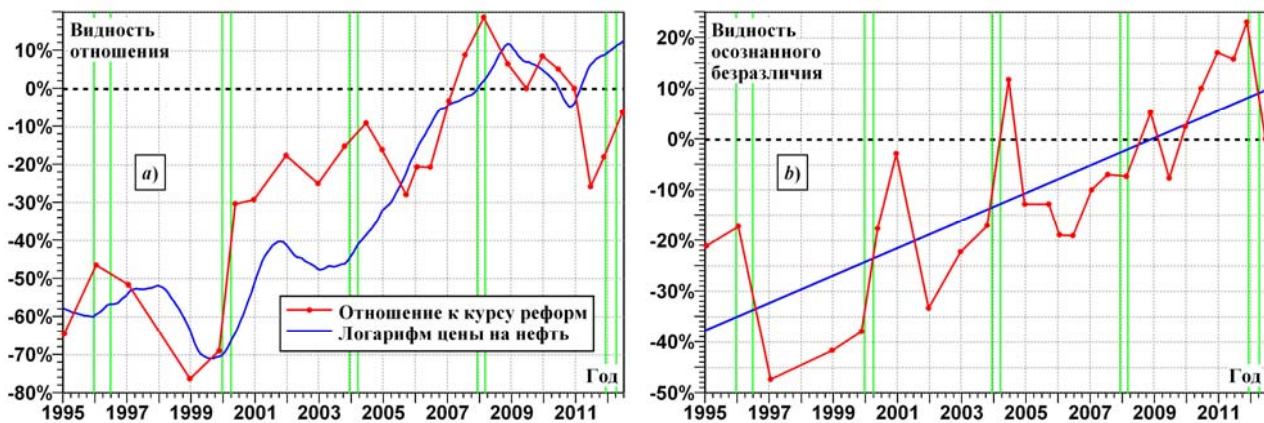 Видность
отношения
10%
0%
-10%
-20%
-30%
-40%
-50%
-60%
-70%
-80%
a)
Отношение к курсу реформ
Логарифм цены на нефть
Год
1995 1997 1999 2001 2003 2005 2007 2009 2011
Видность
осознанного
безразличия
20%
10%
0%
-10%
-20%
-30%
-40%
-50%
b)
Год
1995 1997 1999 2001 2003 2005 2007 2009 2011